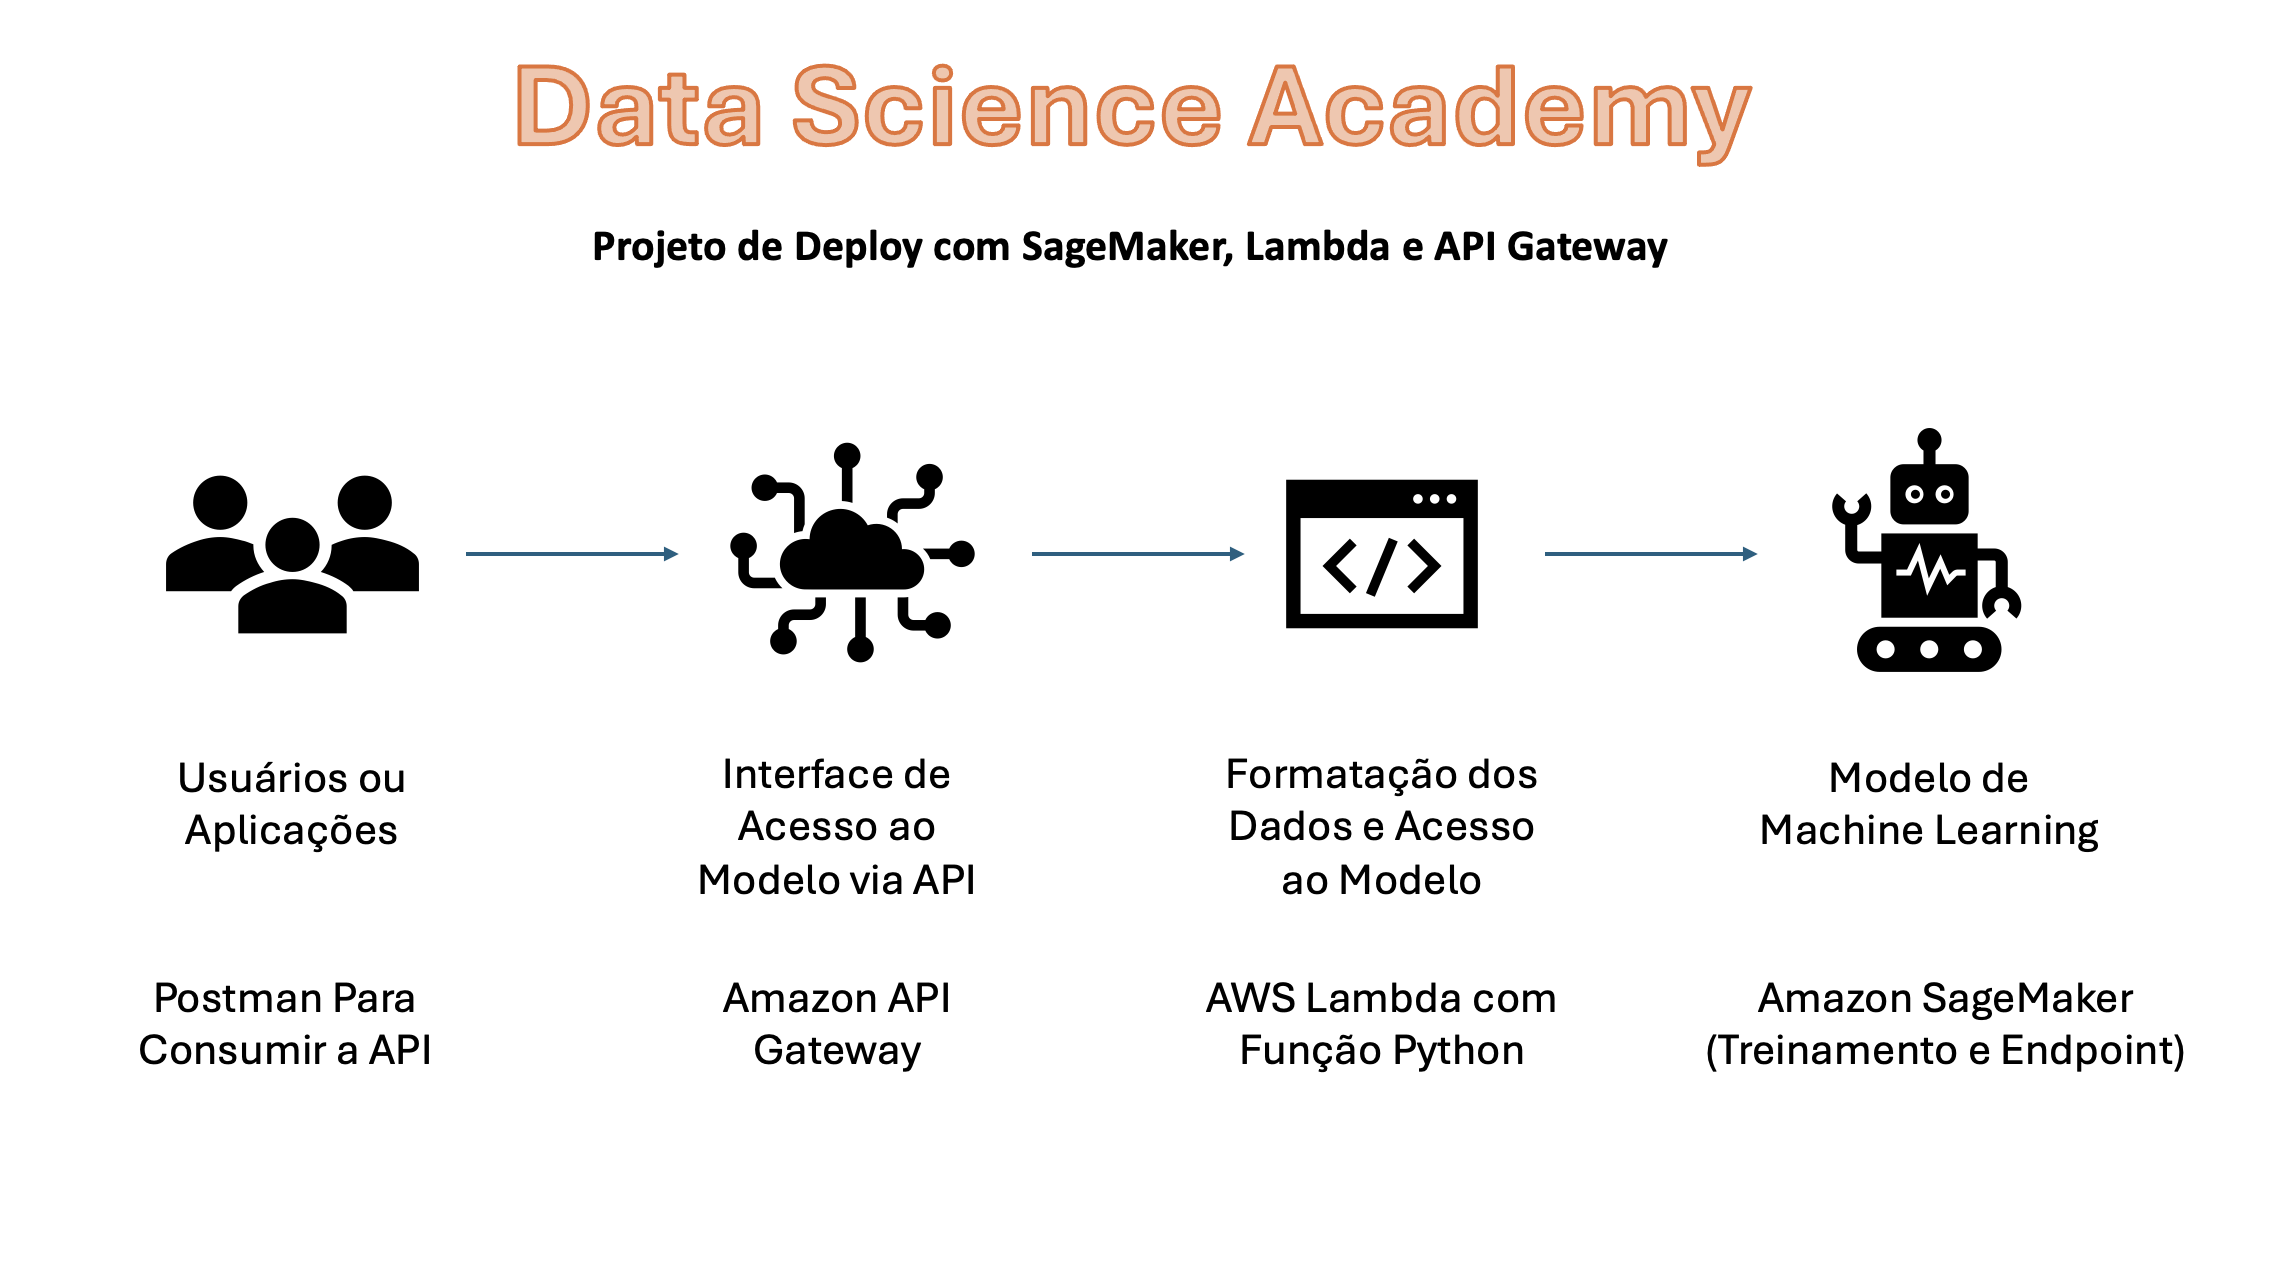 Data Science Academy
Projeto de Deploy com SageMaker, Lambda e API Gateway
Usuários ou
Aplicações
Interface de
Acesso ao
Modelo via API
Formatação dos
Dados e Acesso
ao Modelo
Modelo de
Machine Learning
Postman Para
Consumir a API
Amazon API
Gateway
AWS Lambda com
Função Python
Amazon SageMaker
(Treinamento e Endpoint)